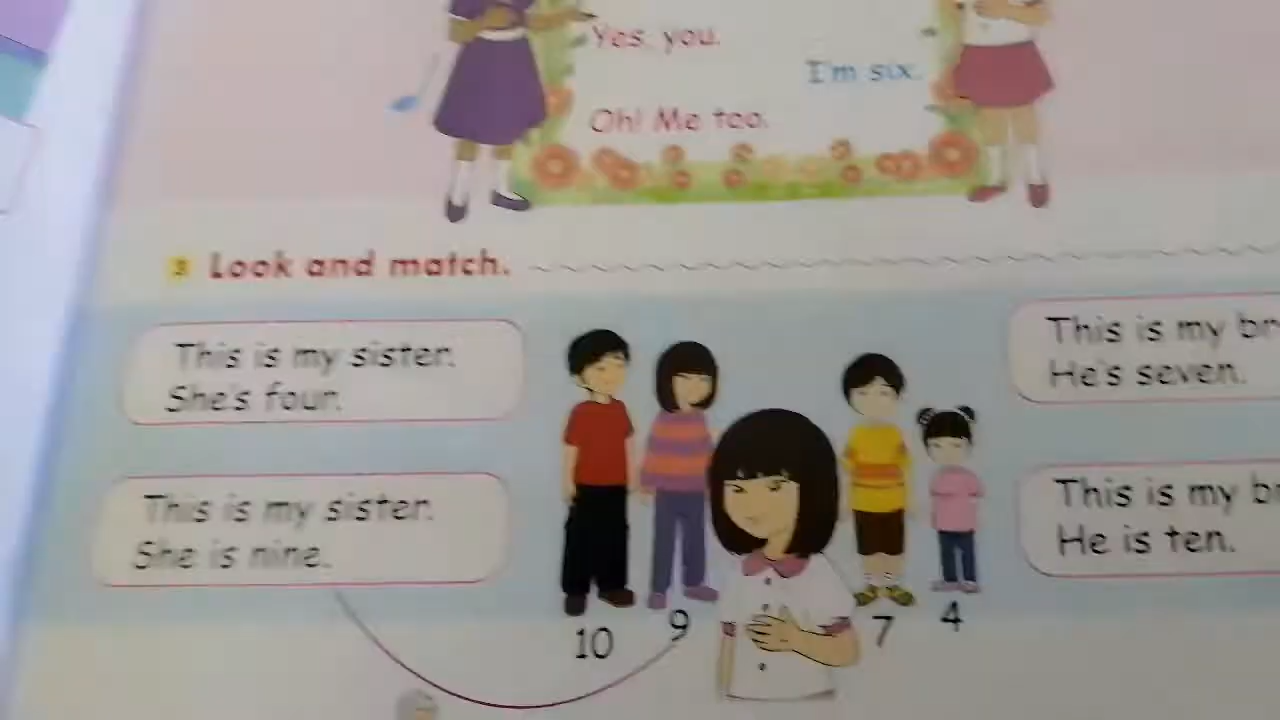 Yes, you.
I'm six.
Oh! Me too.
3 Look and match.
This is my sister.
She's four.
This is my
He's seven.
This is my sister.
She is nine.
This is my
He is ten.
10
9
7
4